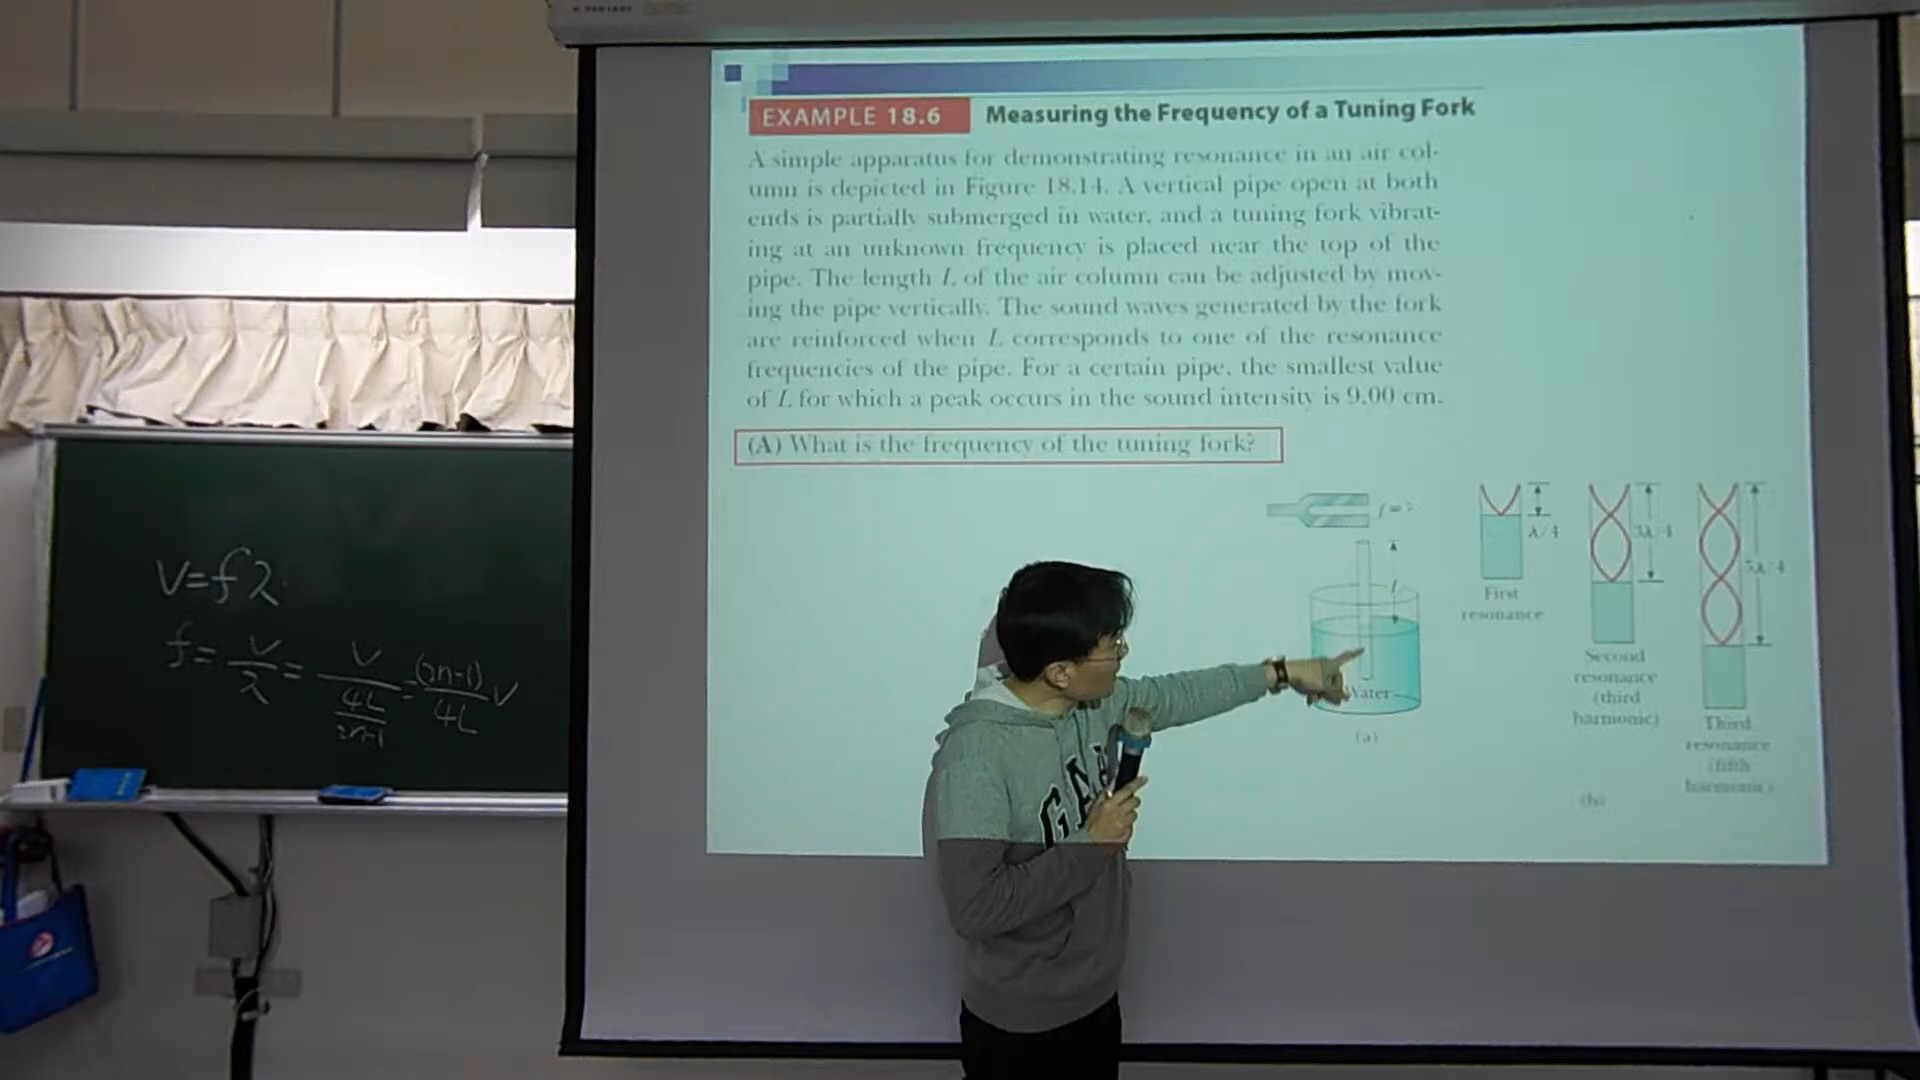 EXAMPLE 18.6 Measuring the Frequency of a Tuning Fork
A simple apparatus for demonstrating resonance in an air col-
umn is depicted in Figure 18.14. A vertical pipe open at both
ends is partially submerged in water, and a tuning fork vibrat-
ing at an unknown frequency is placed near the top of the
pipe. The length L of the air column can be adjusted by mov-
ing the pipe vertically. The sound waves generated by the fork
are reinforced when L corresponds to one of the resonance
frequencies of the pipe. For a certain pipe, the smallest value
of L for which a peak occurs in the sound intensity is 9.00 cm.
(A) What is the frequency of the tuning fork?
f = ?
L
Water
(a)
λ/4
First
resonance
3λ/4
Second
resonance
(third
harmonic)
5λ/4
Third
resonance
(fifth
harmonic)
(b)
V=fλ
f= V/λ = V/(4L/2n-1) = (2n-1)/4L V